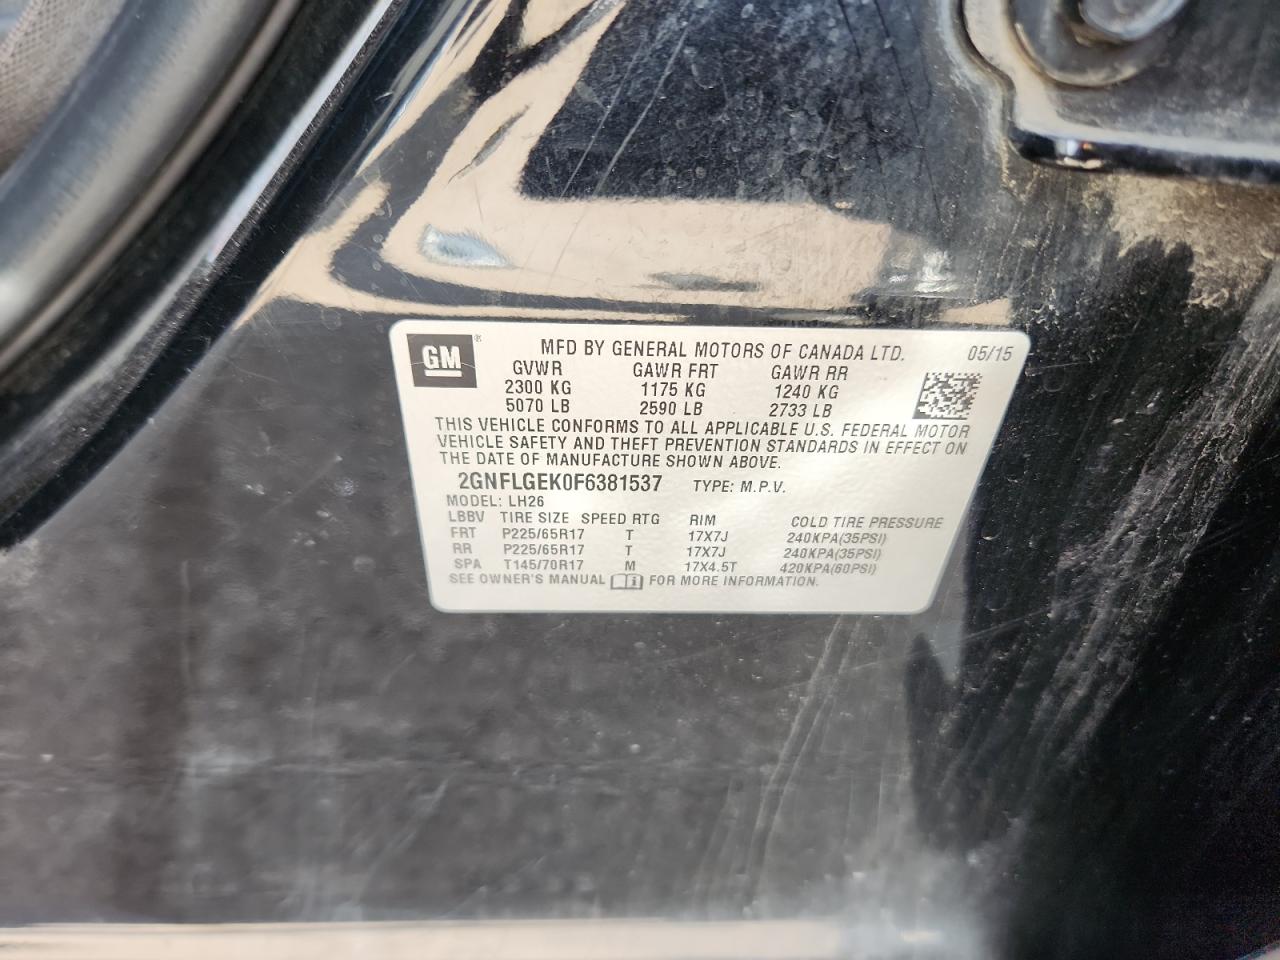 GM ® MFD BY GENERAL MOTORS OF CANADA LTD. 05/15
GVWR GAWR FRT GAWR RR
2300 KG 1175 KG 1240 KG
5070 LB 2590 LB 2733 LB
THIS VEHICLE CONFORMS TO ALL APPLICABLE U.S. FEDERAL MOTOR
VEHICLE SAFETY AND THEFT PREVENTION STANDARDS IN EFFECT ON
THE DATE OF MANUFACTURE SHOWN ABOVE.
2GNFLGEK0F6381537 TYPE: M.P.V.
MODEL: LH26
LBBV TIRE SIZE SPEED RTG RIM COLD TIRE PRESSURE
FRT P225/65R17 T 17X7J 240KPA(35PSI)
RR P225/65R17 T 17X7J 240KPA(35PSI)
SPA T145/70R17 M 17X4.5T 420KPA(60PSI)
SEE OWNER'S MANUAL FOR MORE INFORMATION.